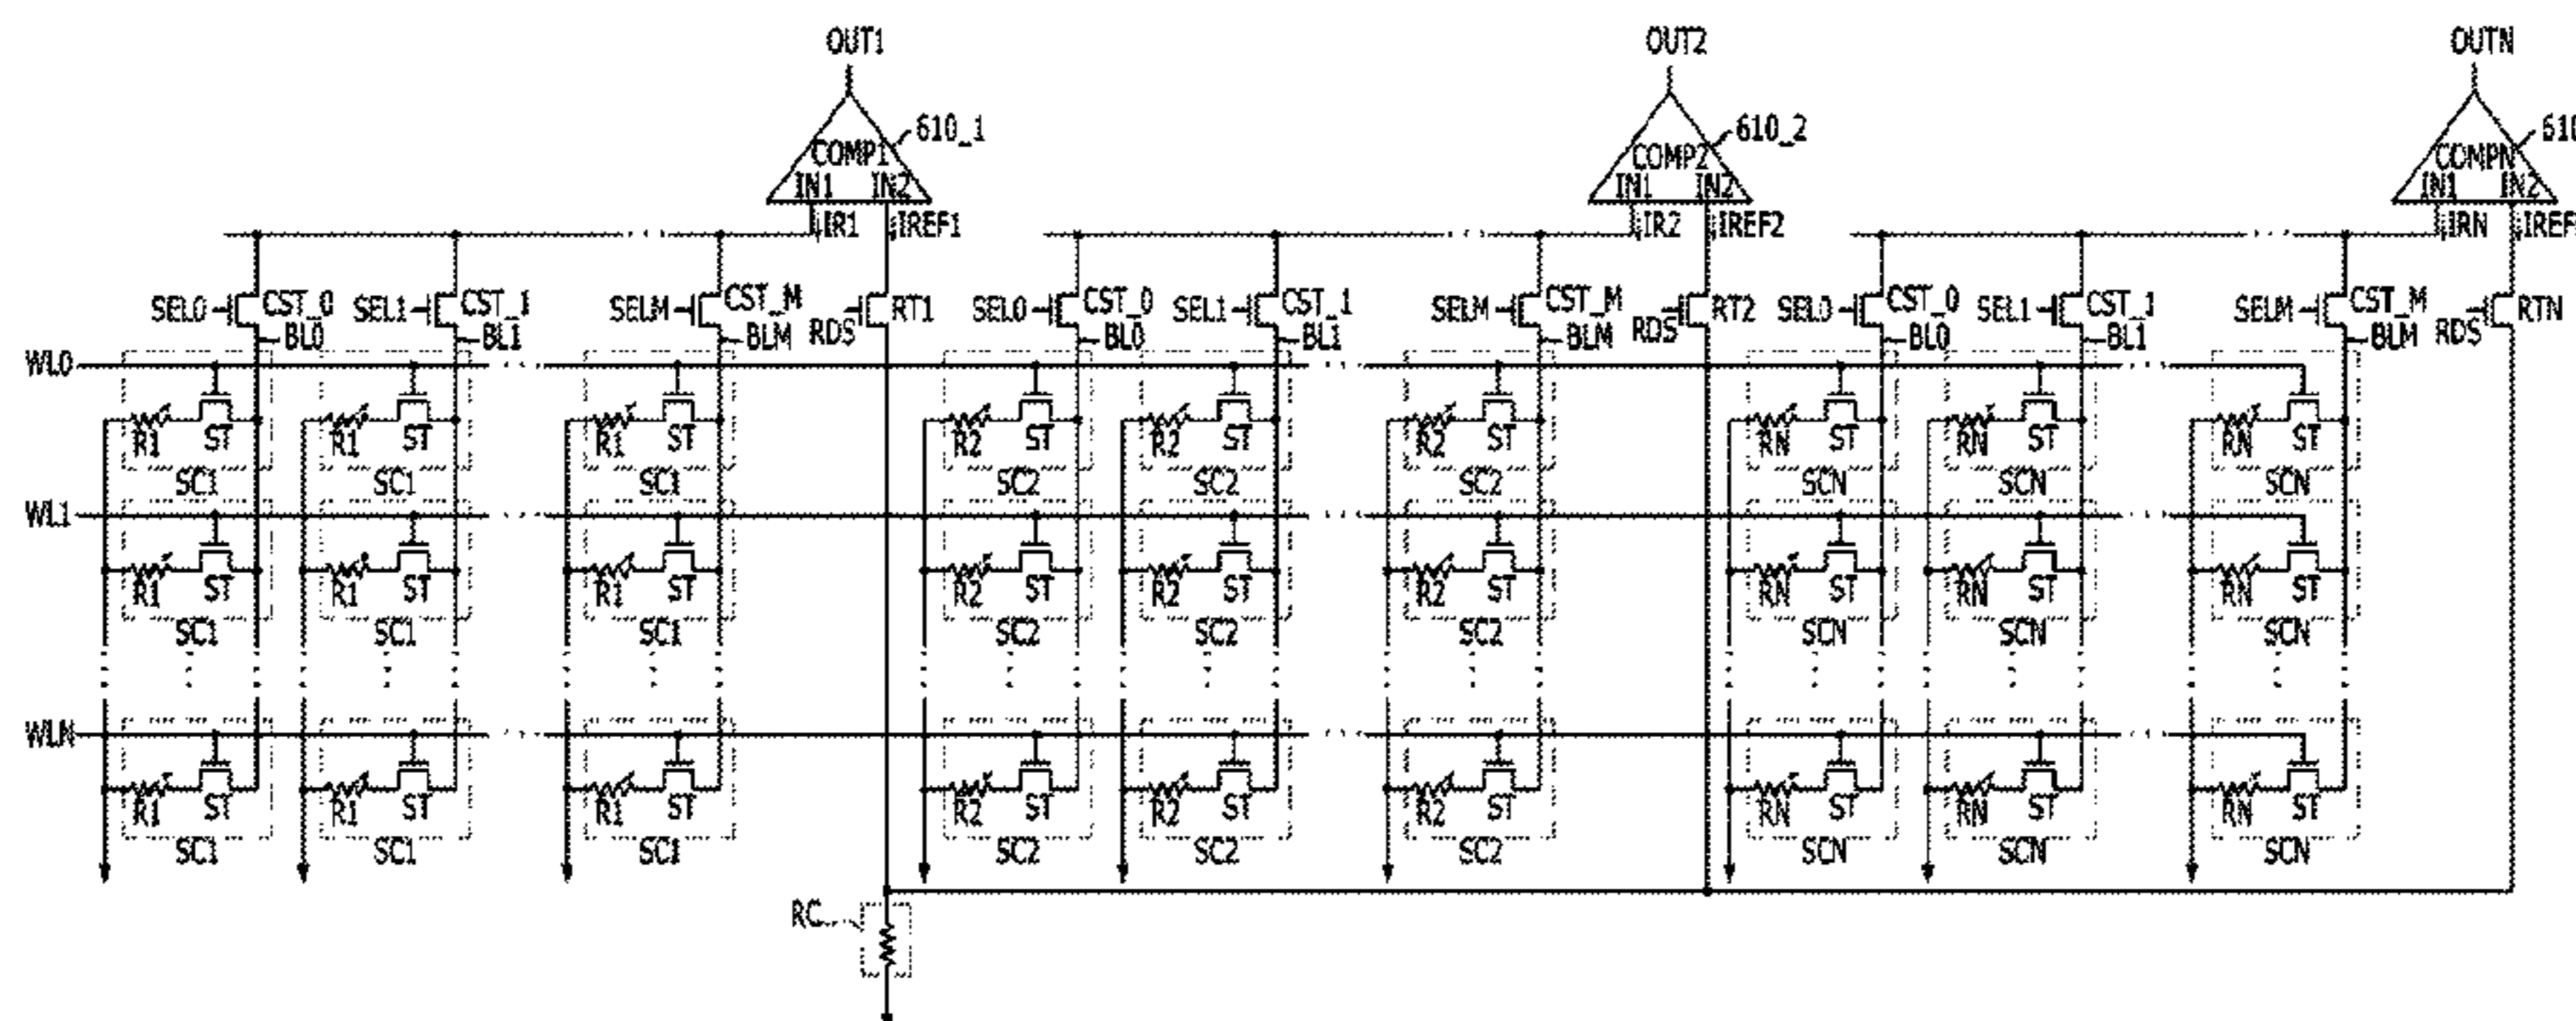 OUT1 OUT2 OUTN
610_1 610_2 610
COMP1 COMP2 COMPN
IN1 IN2 IN1 IN2 IN1 IN2
IR1 IREF1 IR2 IREF2 IRN IREF
CST_0 CST_1 CST_M CST_0 CST_1 CST_M CST_0 CST_1 CST_M
SEL0 SEL1 SELM RT1 SEL0 SEL1 SELM RT2 SEL0 SEL1 SELM RTN
BL0 BL1 BLM RDS BL0 BL1 BLM RDS BL0 BL1 BLM RDS
WL0
R1 ST R1 ST R1 ST R2 ST R2 ST R2 ST RN ST RN ST RN ST
SC1 SC1 SC1 SC2 SC2 SC2 SCN SCN SCN
WL1
R1 ST R1 ST R1 ST R2 ST R2 ST R2 ST RN ST RN ST RN ST
SC1 SC1 SC1 SC2 SC2 SC2 SCN SCN SCN
WLN
R1 ST R1 ST R1 ST R2 ST R2 ST R2 ST RN ST RN ST RN ST
SC1 SC1 SC1 SC2 SC2 SC2 SCN SCN SCN
RC